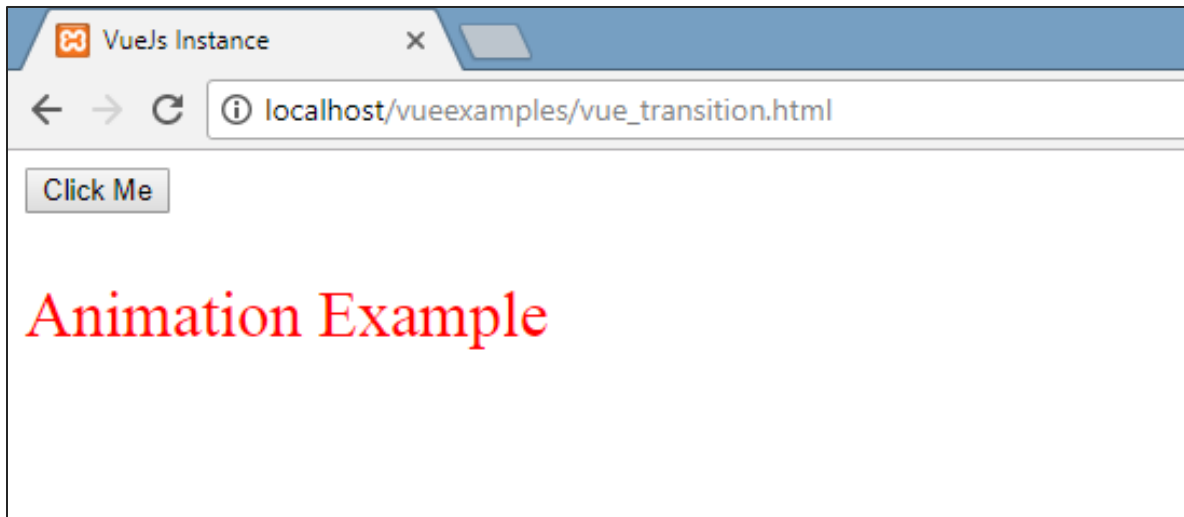 VueJs Instance
localhost/vueexamples/vue_transition.html
Click Me
Animation Example